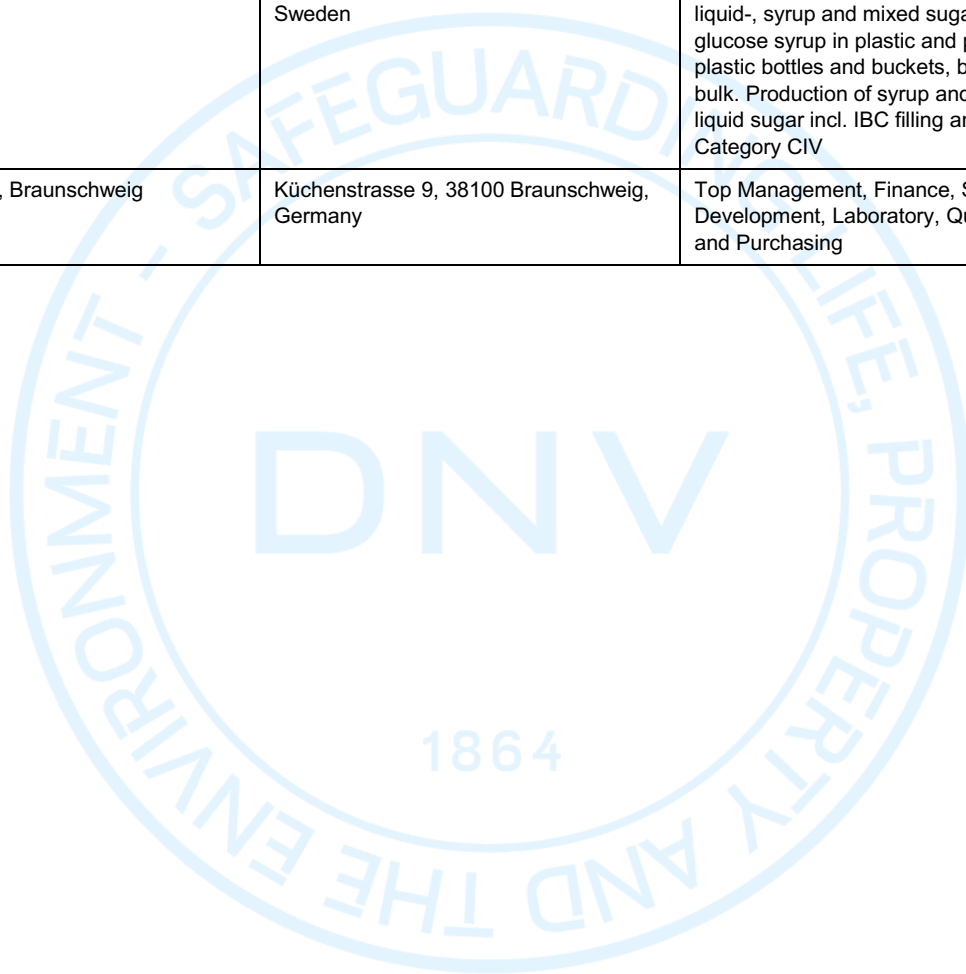 Sweden
liquid-, syrup and mixed suga
glucose syrup in plastic and p
plastic bottles and buckets, b
bulk. Production of syrup and
liquid sugar incl. IBC filling an
Category CIV
, Braunschweig
Küchenstrasse 9, 38100 Braunschweig,
Germany
Top Management, Finance, S
Development, Laboratory, Qu
and Purchasing
SAFEGUARDING LIFE, PROPERTY AND THE ENVIRONMENT -
DNV
1864